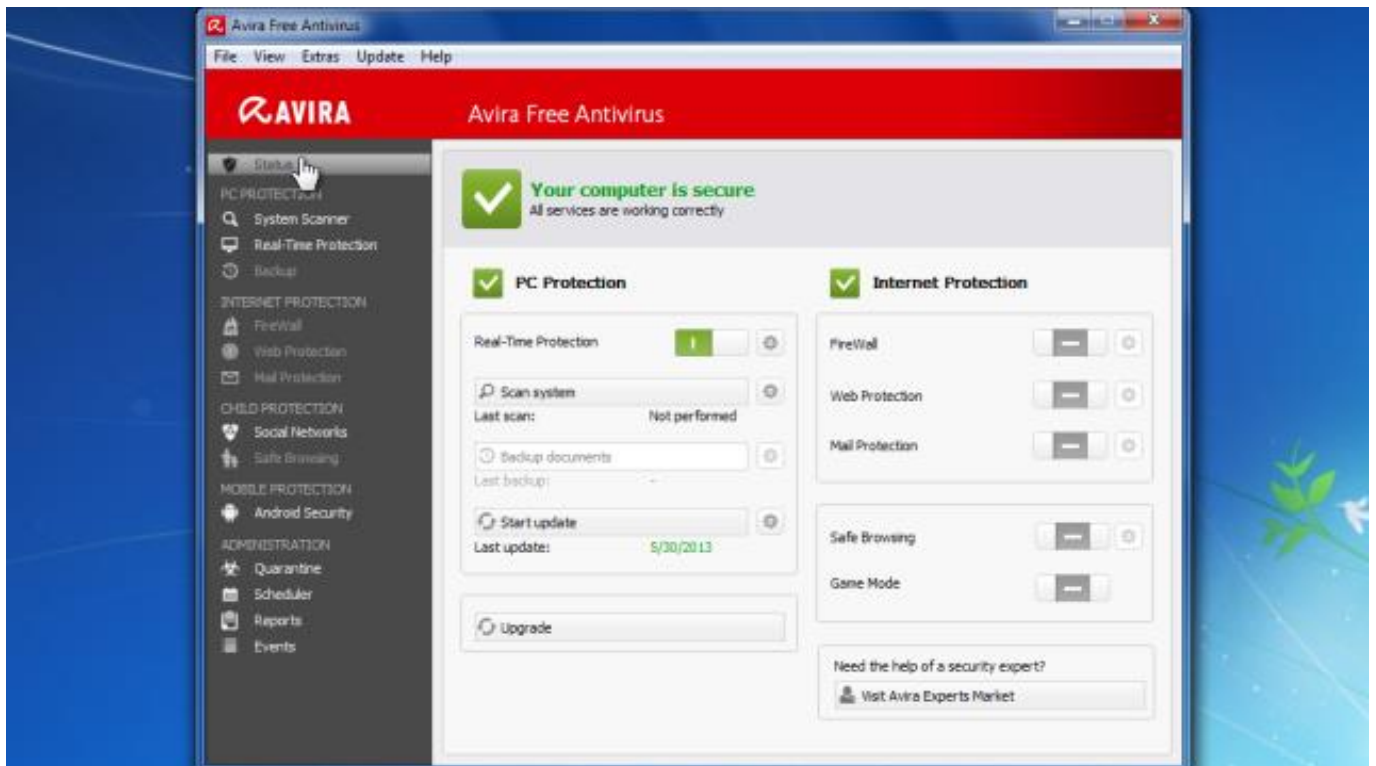 Avira Free Antivirus
File View Extras Update Help
AVIRA
Avira Free Antivirus
Status
PC PROTECTION
System Scanner
Real-Time Protection
Backup
INTERNET PROTECTION
FireWall
Web Protection
Mail Protection
CHILD PROTECTION
Social Networks
Safe Browsing
MOBILE PROTECTION
Android Security
ADMINISTRATION
Quarantine
Scheduler
Reports
Events
Your computer is secure
All services are working correctly
PC Protection
Real-Time Protection
Scan system
Last scan: Not performed
Backup documents
Last backup: -
Start update
Last update: 5/30/2013
Upgrade
Internet Protection
FireWall
Web Protection
Mail Protection
Safe Browsing
Game Mode
Need the help of a security expert?
Visit Avira Experts Market